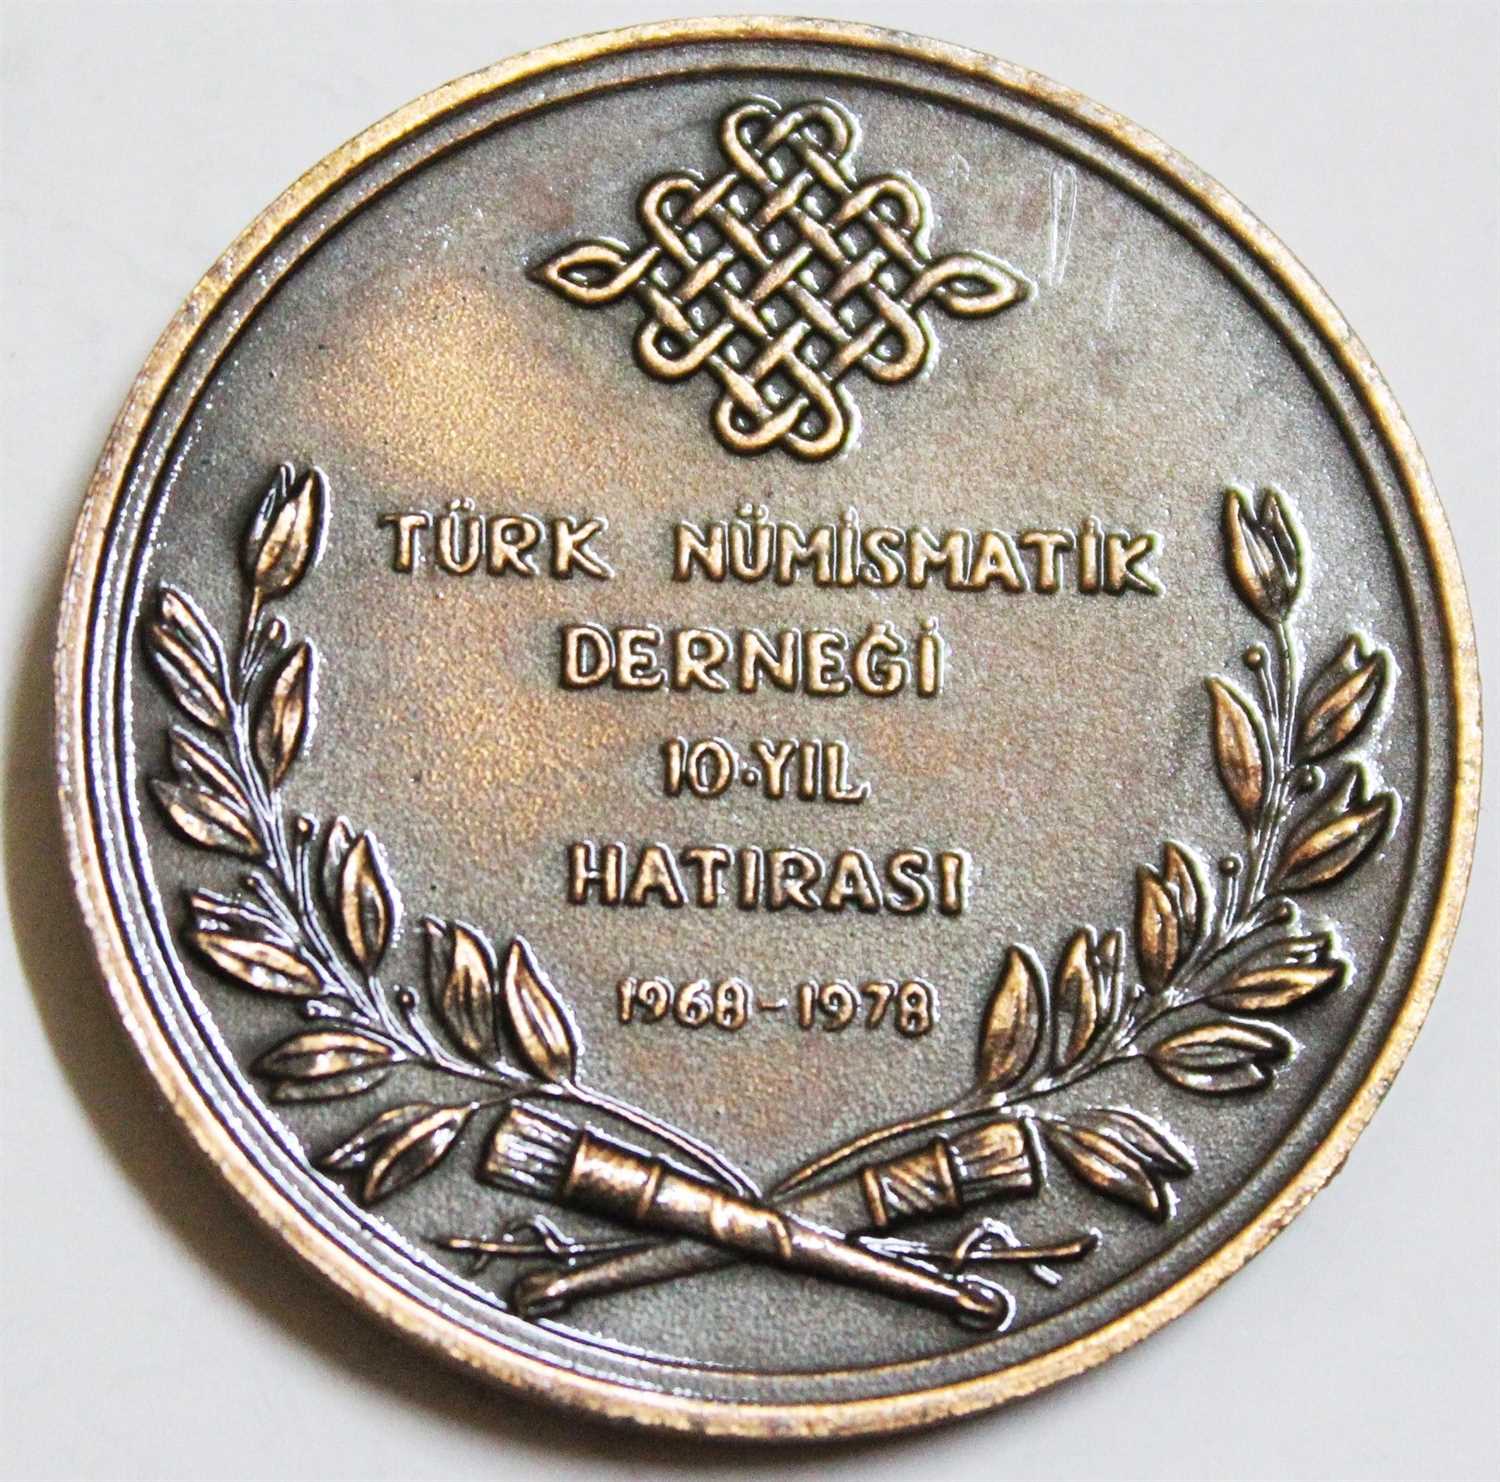 TÜRK NÜMİSMATİK
DERNEĞİ
10.YIL
HATIRASI
1968-1978